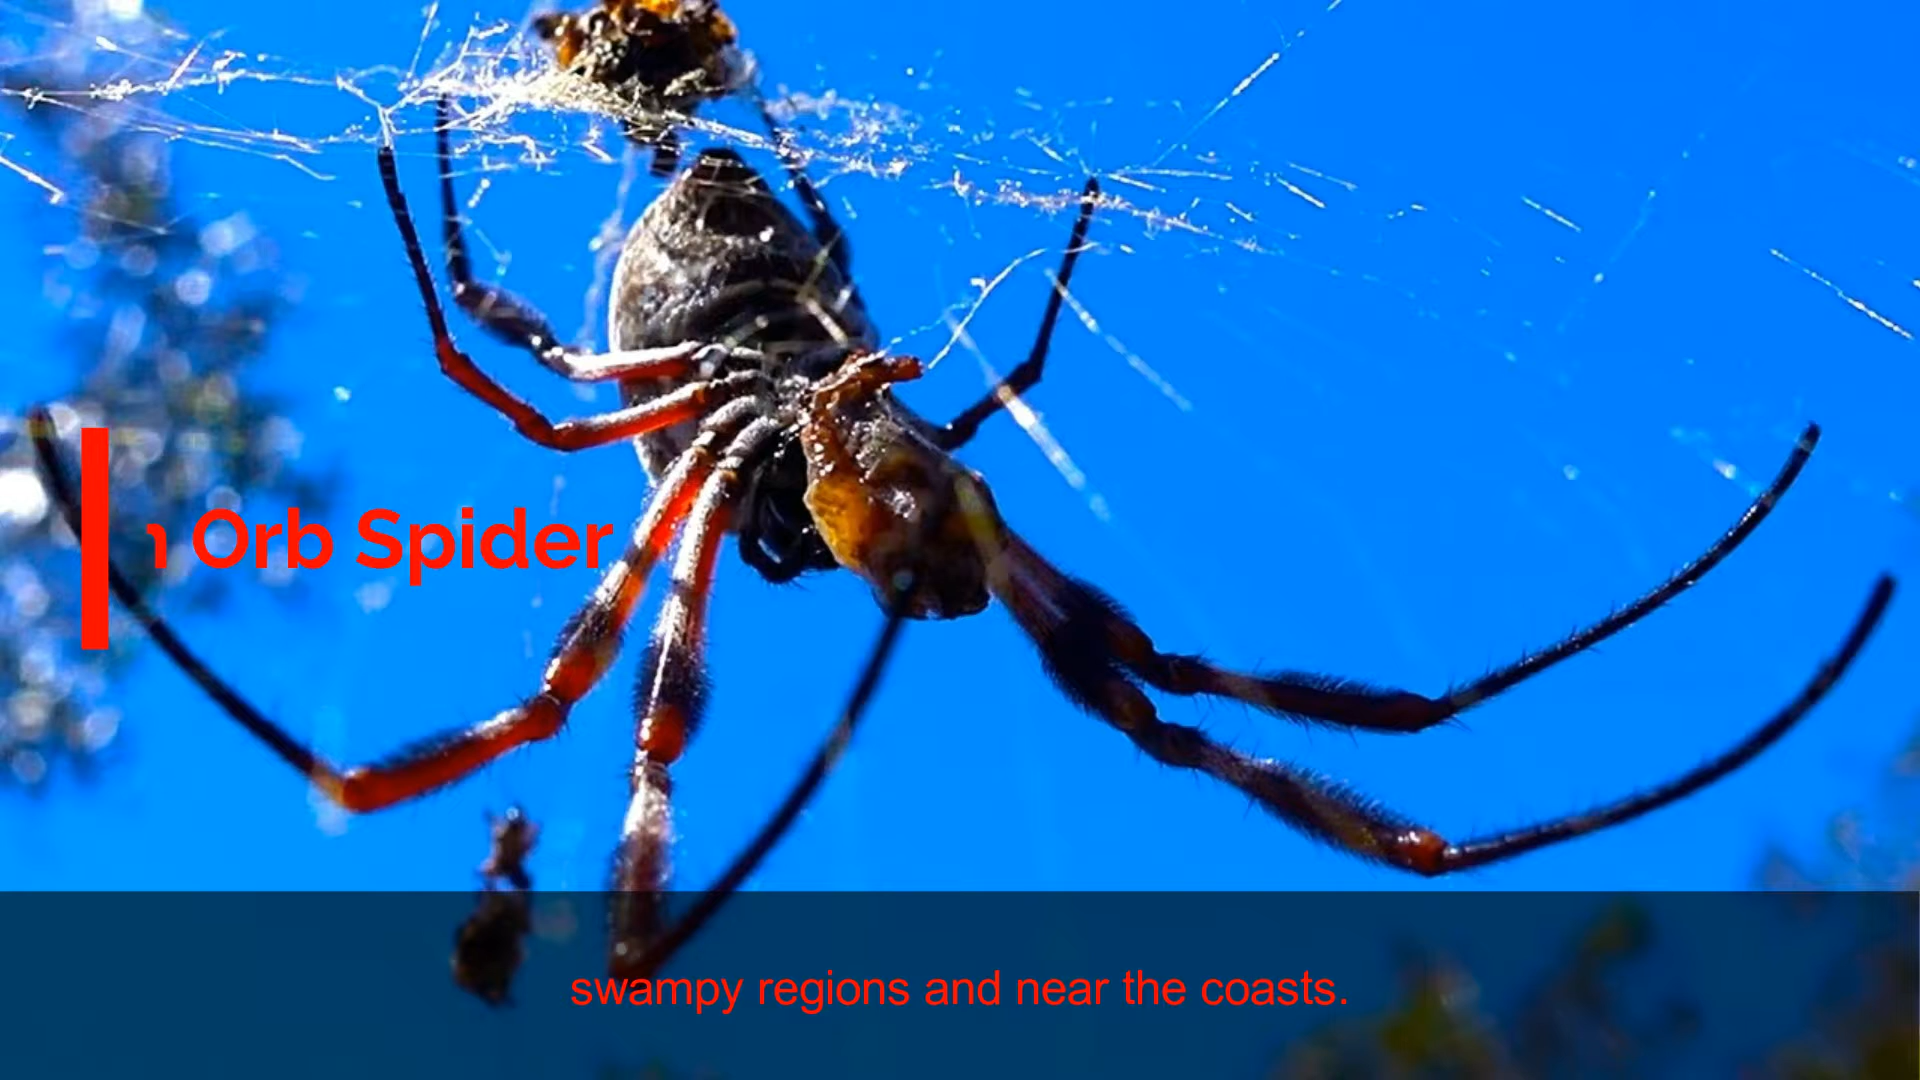 Orb Spider
swampy regions and near the coasts.